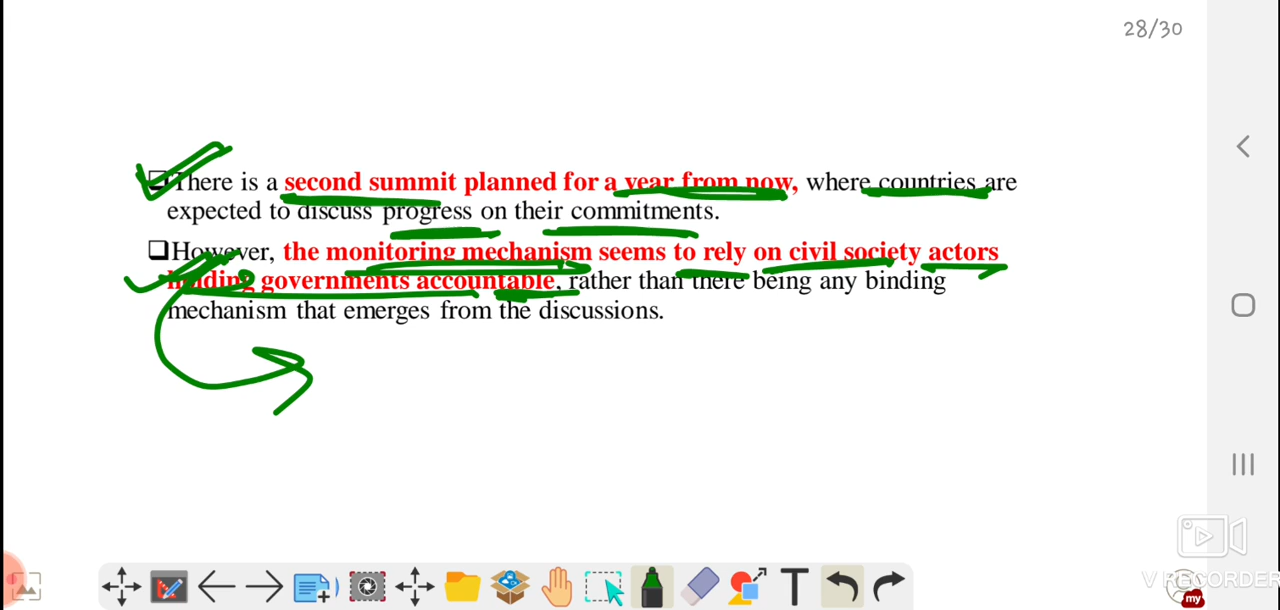 28/30
There is a second summit planned for a year from now, where countries are
expected to discuss progress on their commitments.
However, the monitoring mechanism seems to rely on civil society actors
holding governments accountable, rather than there being any binding
mechanism that emerges from the discussions.
T
V RECORDER
my